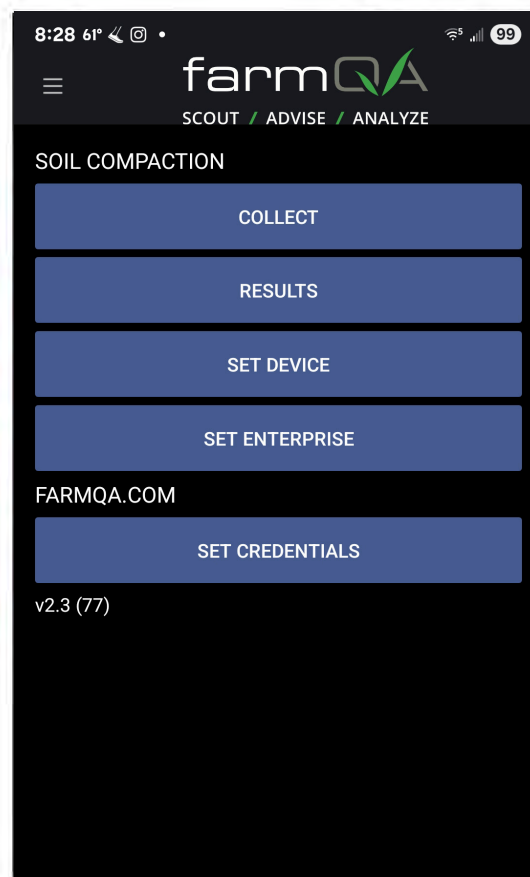 8:28 61° 99
farmQA
SCOUT / ADVISE / ANALYZE
SOIL COMPACTION
COLLECT
RESULTS
SET DEVICE
SET ENTERPRISE
FARMQA.COM
SET CREDENTIALS
v2.3 (77)